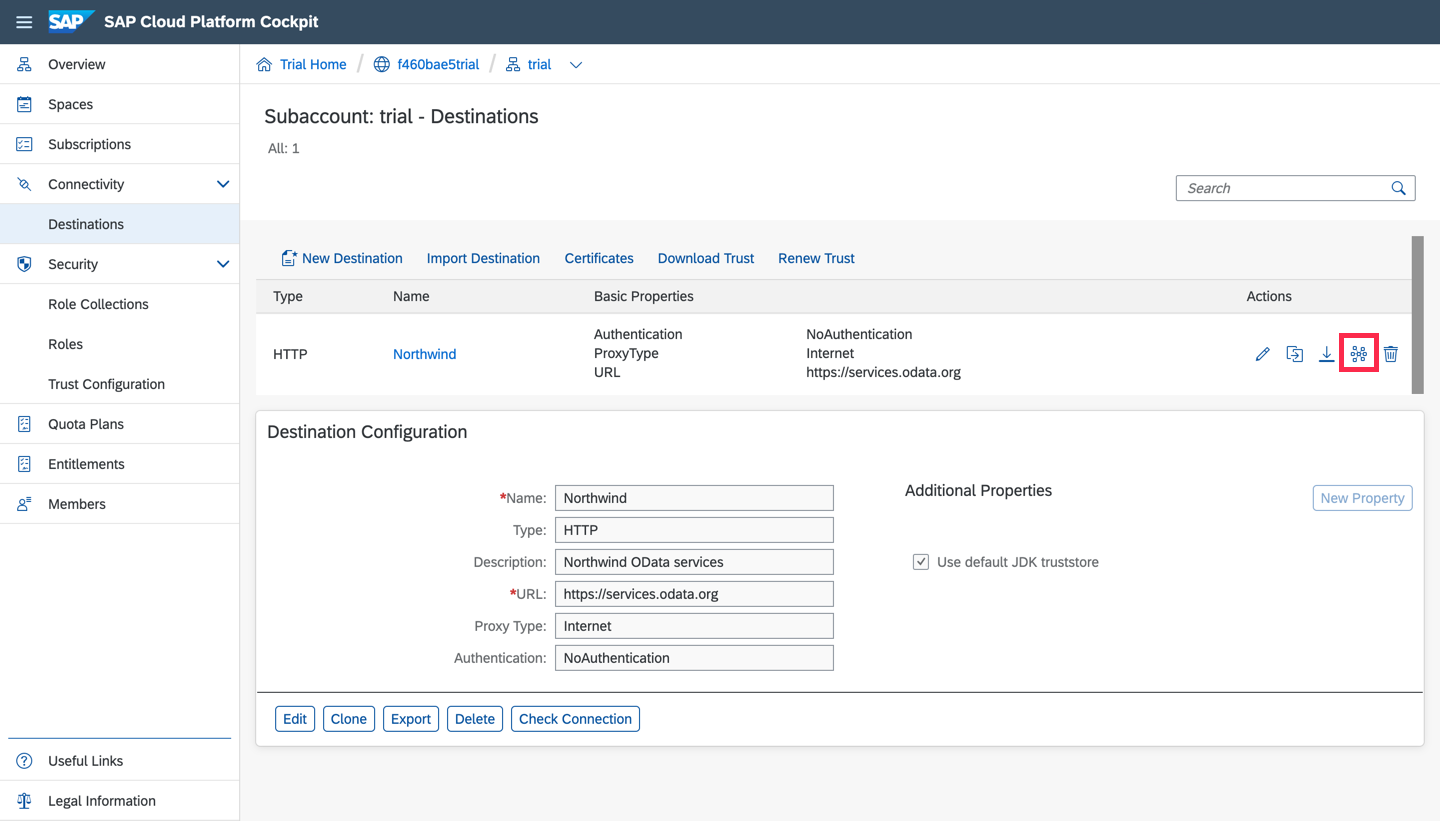 SAP SAP Cloud Platform Cockpit
Overview
Spaces
Subscriptions
Connectivity
Destinations
Security
Role Collections
Roles
Trust Configuration
Quota Plans
Entitlements
Members
Useful Links
Legal Information
Trial Home / f460bae5trial / trial
Subaccount: trial - Destinations
All: 1
Search
New Destination Import Destination Certificates Download Trust Renew Trust
Type Name Basic Properties Actions
HTTP Northwind
Authentication NoAuthentication
ProxyType Internet
URL https://services.odata.org
Destination Configuration
*Name: Northwind
Type: HTTP
Description: Northwind OData services
*URL: https://services.odata.org
Proxy Type: Internet
Authentication: NoAuthentication
Additional Properties New Property
Use default JDK truststore
Edit Clone Export Delete Check Connection